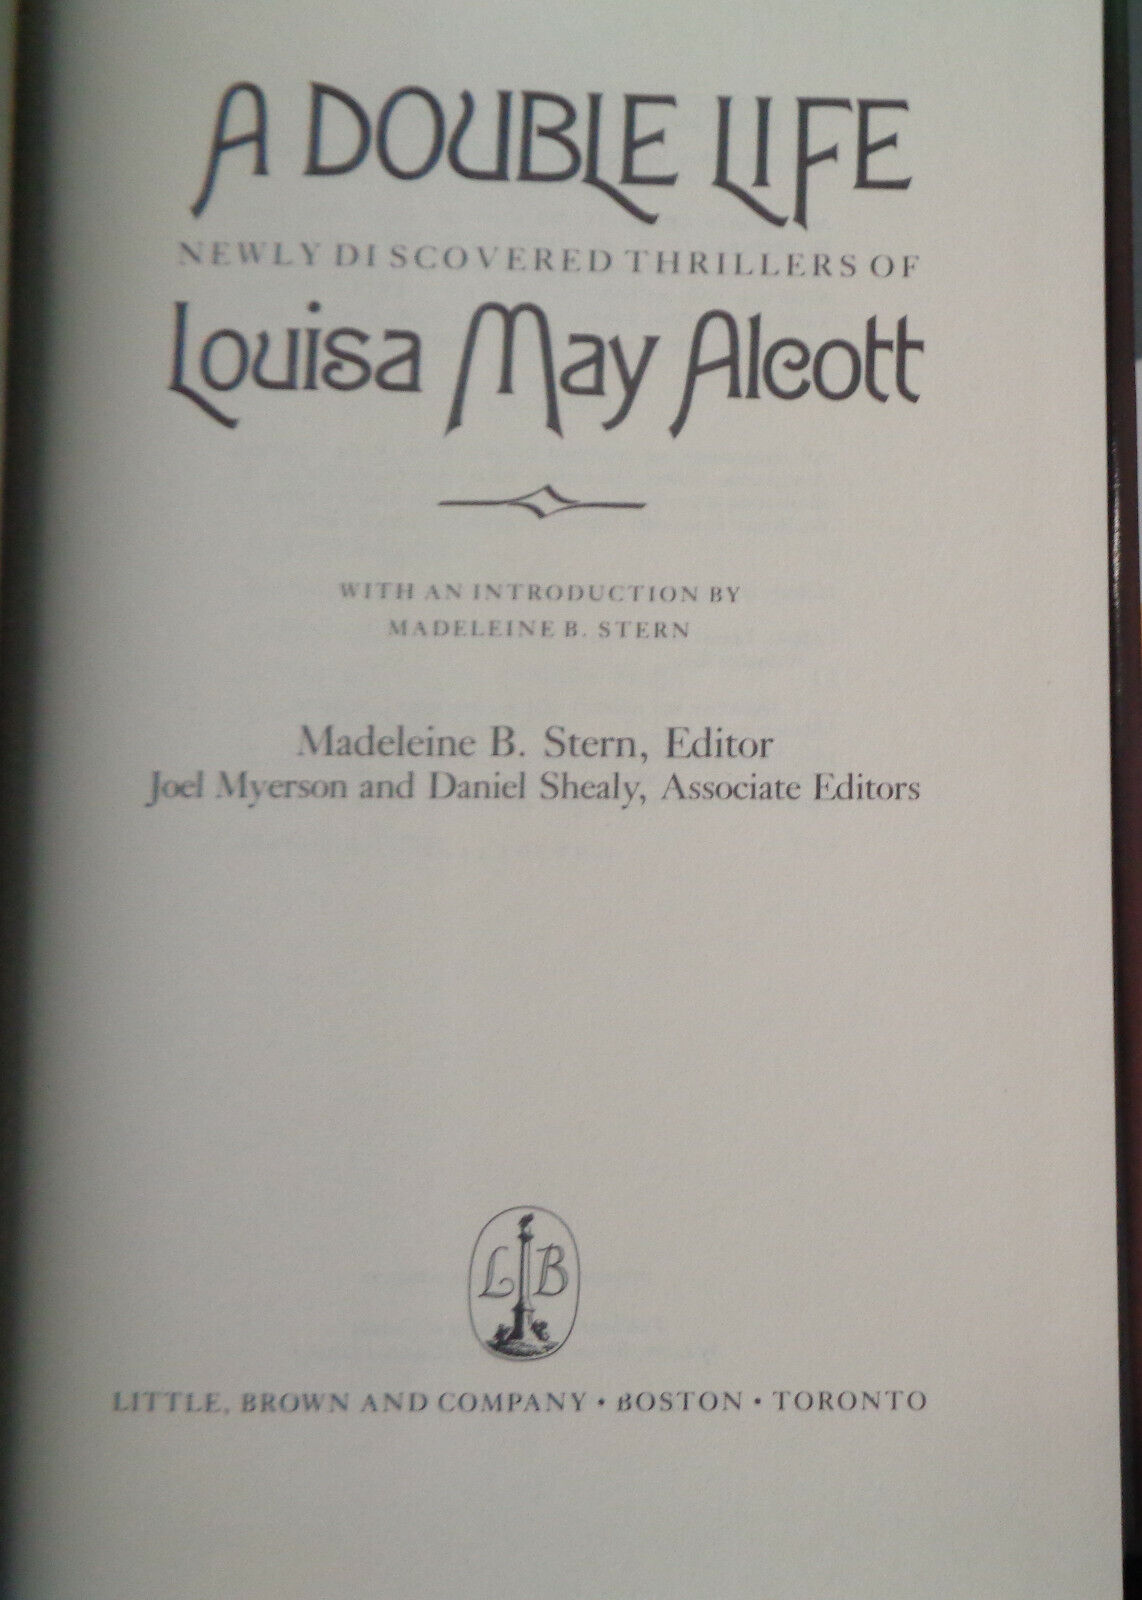 A DOUBLE LIFE
NEWLY DISCOVERED THRILLERS OF
Louisa May Alcott
WITH AN INTRODUCTION BY
MADELEINE B. STERN
Madeleine B. Stern, Editor
Joel Myerson and Daniel Shealy, Associate Editors
L B
LITTLE, BROWN AND COMPANY • BOSTON • TORONTO